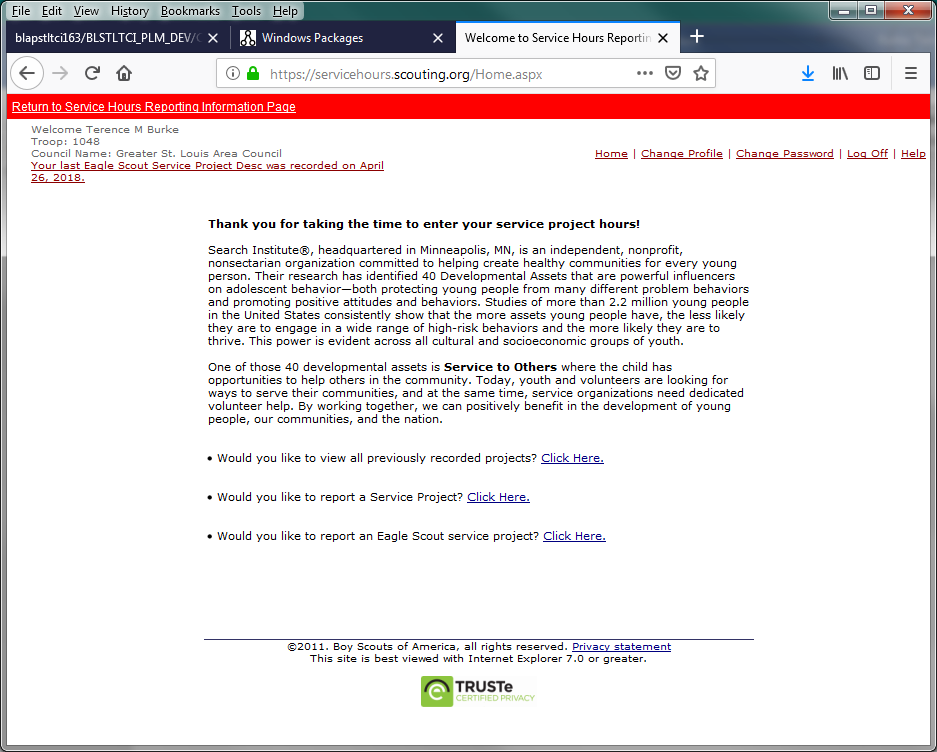 File Edit View History Bookmarks Tools Help
blapstltci163/BLSTLTCI_PLM_DEV/
Windows Packages
Welcome to Service Hours Reportin
https://servicehours.scouting.org/Home.aspx
Return to Service Hours Reporting Information Page
Welcome Terence M Burke
Troop: 1048
Council Name: Greater St. Louis Area Council
Your last Eagle Scout Service Project Desc was recorded on April
26, 2018.
Home | Change Profile | Change Password | Log Off | Help
Thank you for taking the time to enter your service project hours!
Search Institute®, headquartered in Minneapolis, MN, is an independent, nonprofit,
nonsectarian organization committed to helping create healthy communities for every young
person. Their research has identified 40 Developmental Assets that are powerful influencers
on adolescent behavior—both protecting young people from many different problem behaviors
and promoting positive attitudes and behaviors. Studies of more than 2.2 million young people
in the United States consistently show that the more assets young people have, the less likely
they are to engage in a wide range of high-risk behaviors and the more likely they are to
thrive. This power is evident across all cultural and socioeconomic groups of youth.
One of those 40 developmental assets is Service to Others where the child has
opportunities to help others in the community. Today, youth and volunteers are looking for
ways to serve their communities, and at the same time, service organizations need dedicated
volunteer help. By working together, we can positively benefit in the development of young
people, our communities, and the nation.
• Would you like to view all previously recorded projects? Click Here.
• Would you like to report a Service Project? Click Here.
• Would you like to report an Eagle Scout service project? Click Here.
©2011. Boy Scouts of America, all rights reserved. Privacy statement
This site is best viewed with Internet Explorer 7.0 or greater.
TRUSTe
CERTIFIED PRIVACY